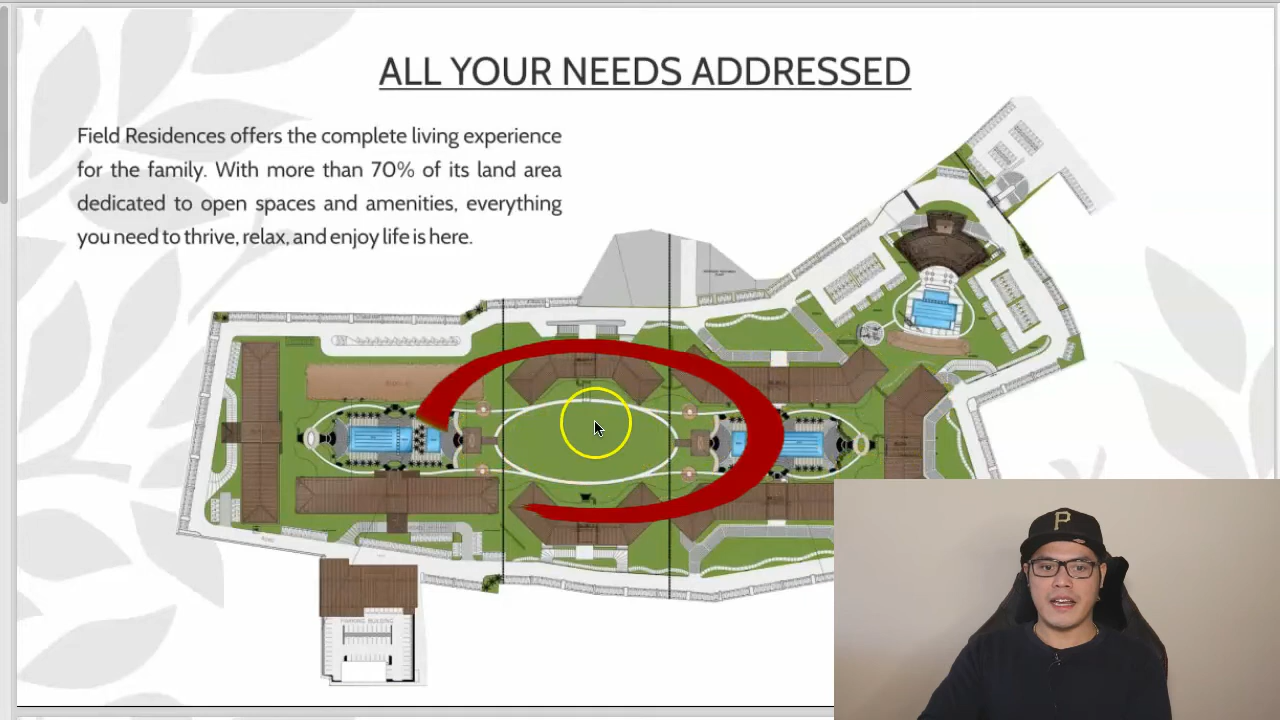 ALL YOUR NEEDS ADDRESSED
Field Residences offers the complete living experience
for the family. With more than 70% of its land area
dedicated to open spaces and amenities, everything
you need to thrive, relax, and enjoy life is here.
PARKING BUILDING
P